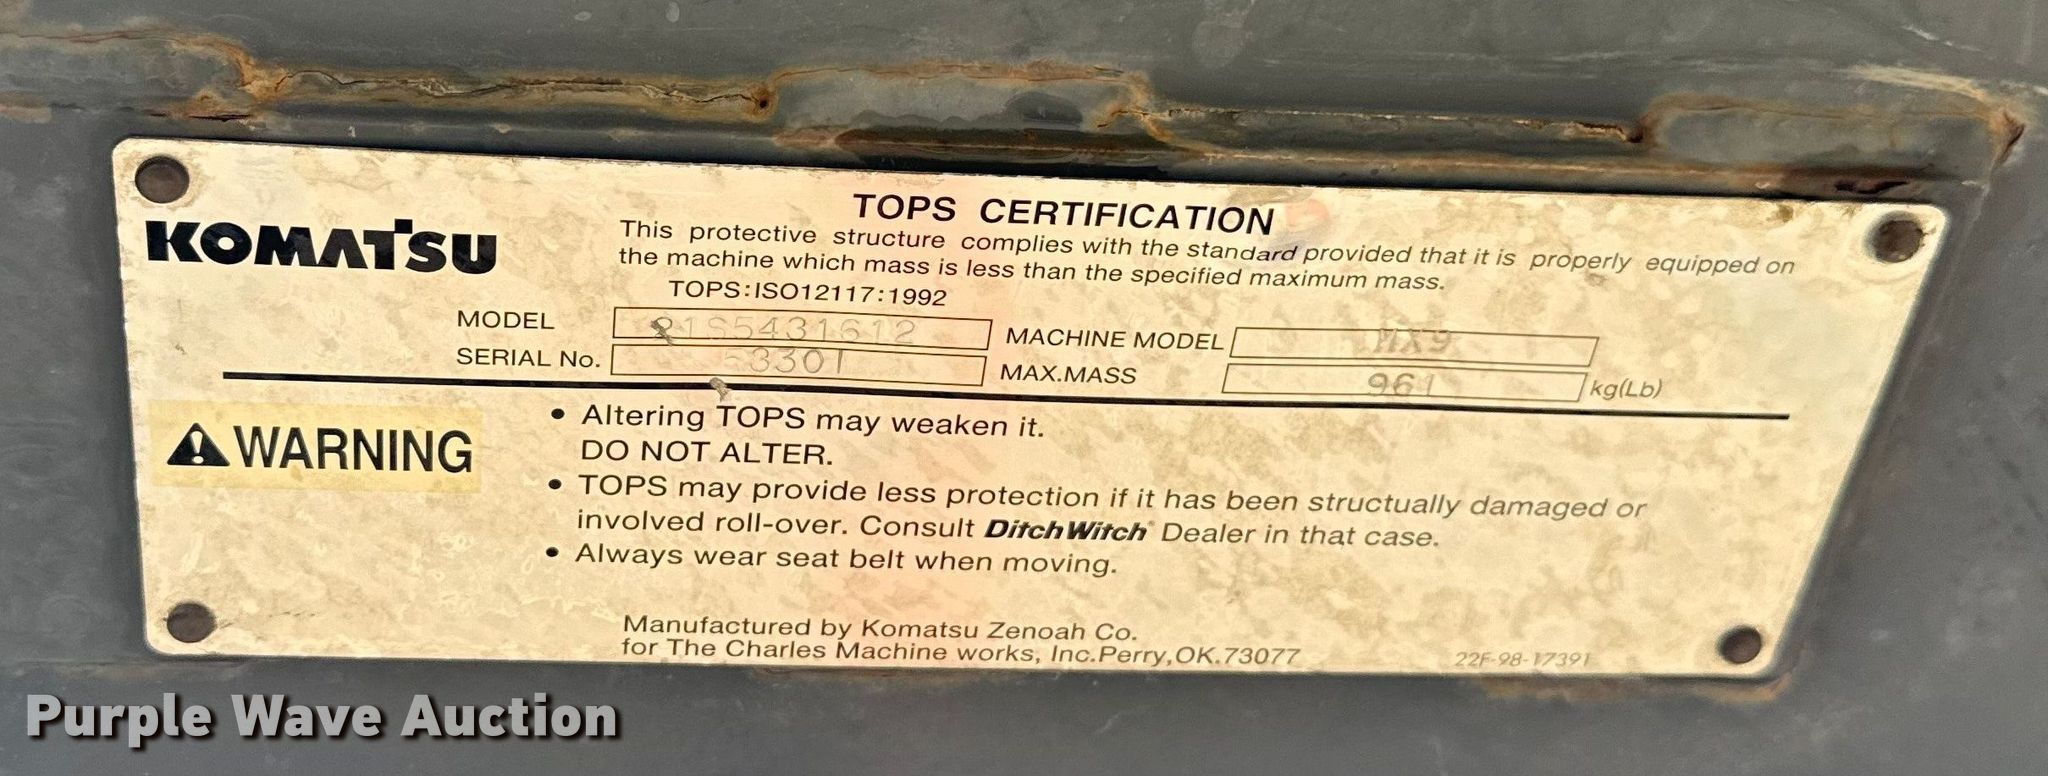 KOMATSU
TOPS CERTIFICATION
This protective structure complies with the standard provided that it is properly equipped on
the machine which mass is less than the specified maximum mass.
TOPS:ISO12117:1992
MODEL MACHINE MODEL MX9
SERIAL No. MAX.MASS 961 kg(Lb)
⚠ WARNING
• Altering TOPS may weaken it.
DO NOT ALTER.
• TOPS may provide less protection if it has been structually damaged or
involved roll-over. Consult DitchWitch® Dealer in that case.
• Always wear seat belt when moving.
Manufactured by Komatsu Zenoah Co.
for The Charles Machine works, Inc.Perry,OK.73077
22F-98-17391
Purple Wave Auction